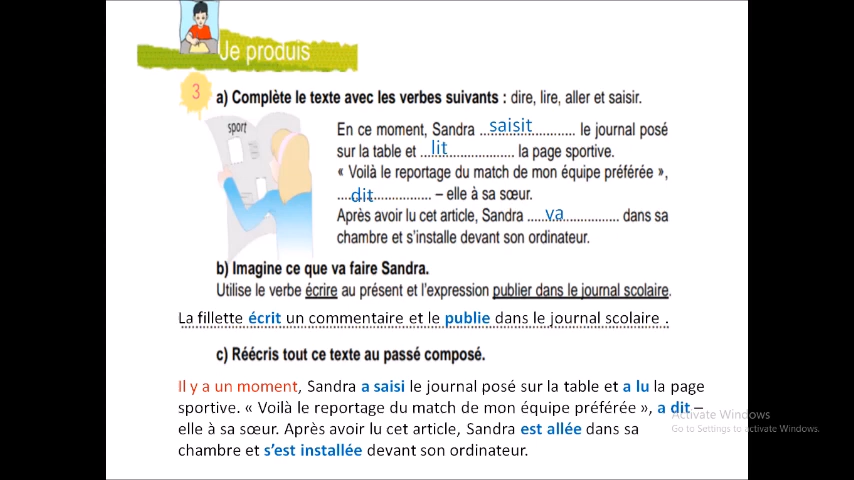 Je produis
3 a) Complète le texte avec les verbes suivants : dire, lire, aller et saisir.
sport
En ce moment, Sandra ...saisit............ le journal posé
sur la table et ...lit................ la page sportive.
« Voilà le reportage du match de mon équipe préférée »,
...dit.................. – elle à sa sœur.
Après avoir lu cet article, Sandra ....va............... dans sa
chambre et s'installe devant son ordinateur.
b) Imagine ce que va faire Sandra.
Utilise le verbe écrire au présent et l'expression publier dans le journal scolaire.
La fillette écrit un commentaire et le publie dans le journal scolaire .
c) Réécris tout ce texte au passé composé.
Il y a un moment, Sandra a saisi le journal posé sur la table et a lu la page
sportive. « Voilà le reportage du match de mon équipe préférée », a dit –
elle à sa sœur. Après avoir lu cet article, Sandra est allée dans sa
chambre et s'est installée devant son ordinateur.
Activate Windows
Go to Settings to activate Windows.